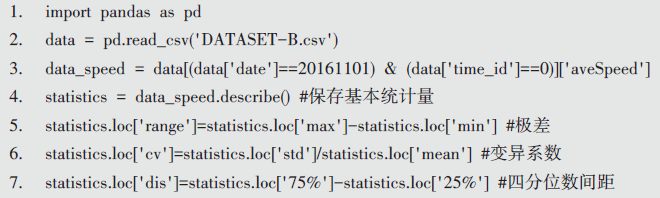 1. import pandas as pd
2. data = pd.read_csv('DATASET-B.csv')
3. data_speed = data[(data['date']==20161101) & (data['time_id']==0)]['aveSpeed']
4. statistics = data_speed.describe() #保存基本统计量
5. statistics.loc['range']=statistics.loc['max']-statistics.loc['min'] #极差
6. statistics.loc['cv']=statistics.loc['std']/statistics.loc['mean'] #变异系数
7. statistics.loc['dis']=statistics.loc['75%']-statistics.loc['25%'] #四分位数间距